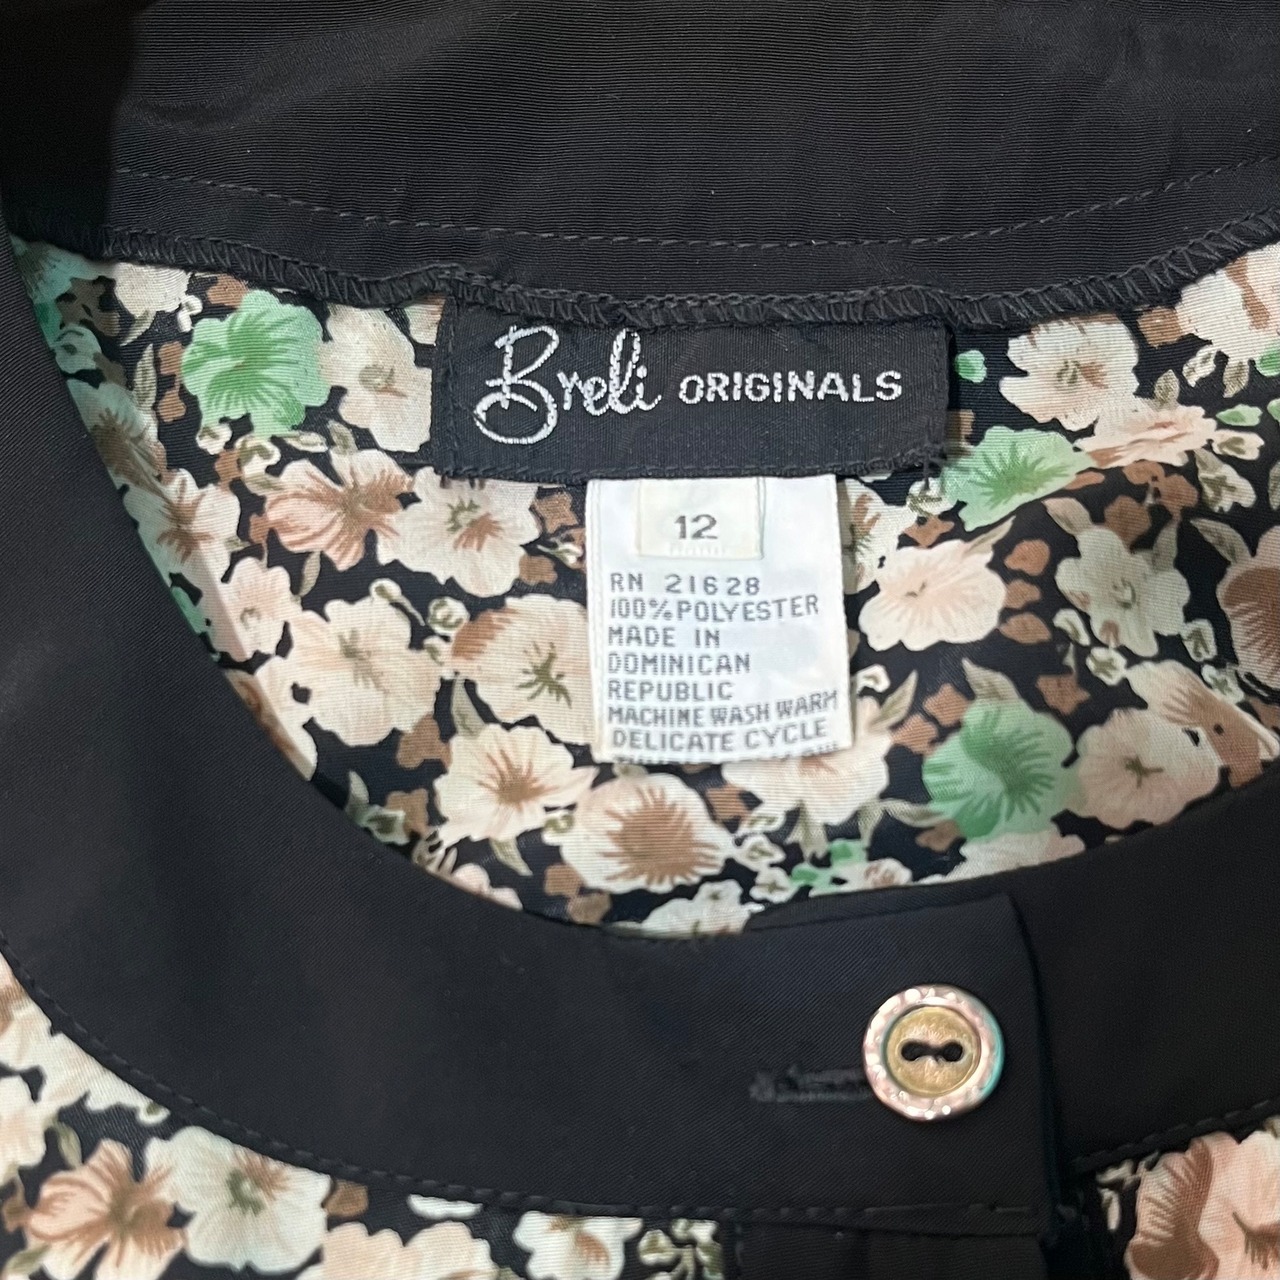 Breli ORIGINALS
12
RN 21628
100% POLYESTER
MADE IN
DOMINICAN
REPUBLIC
MACHINE WASH WARM
DELICATE CYCLE